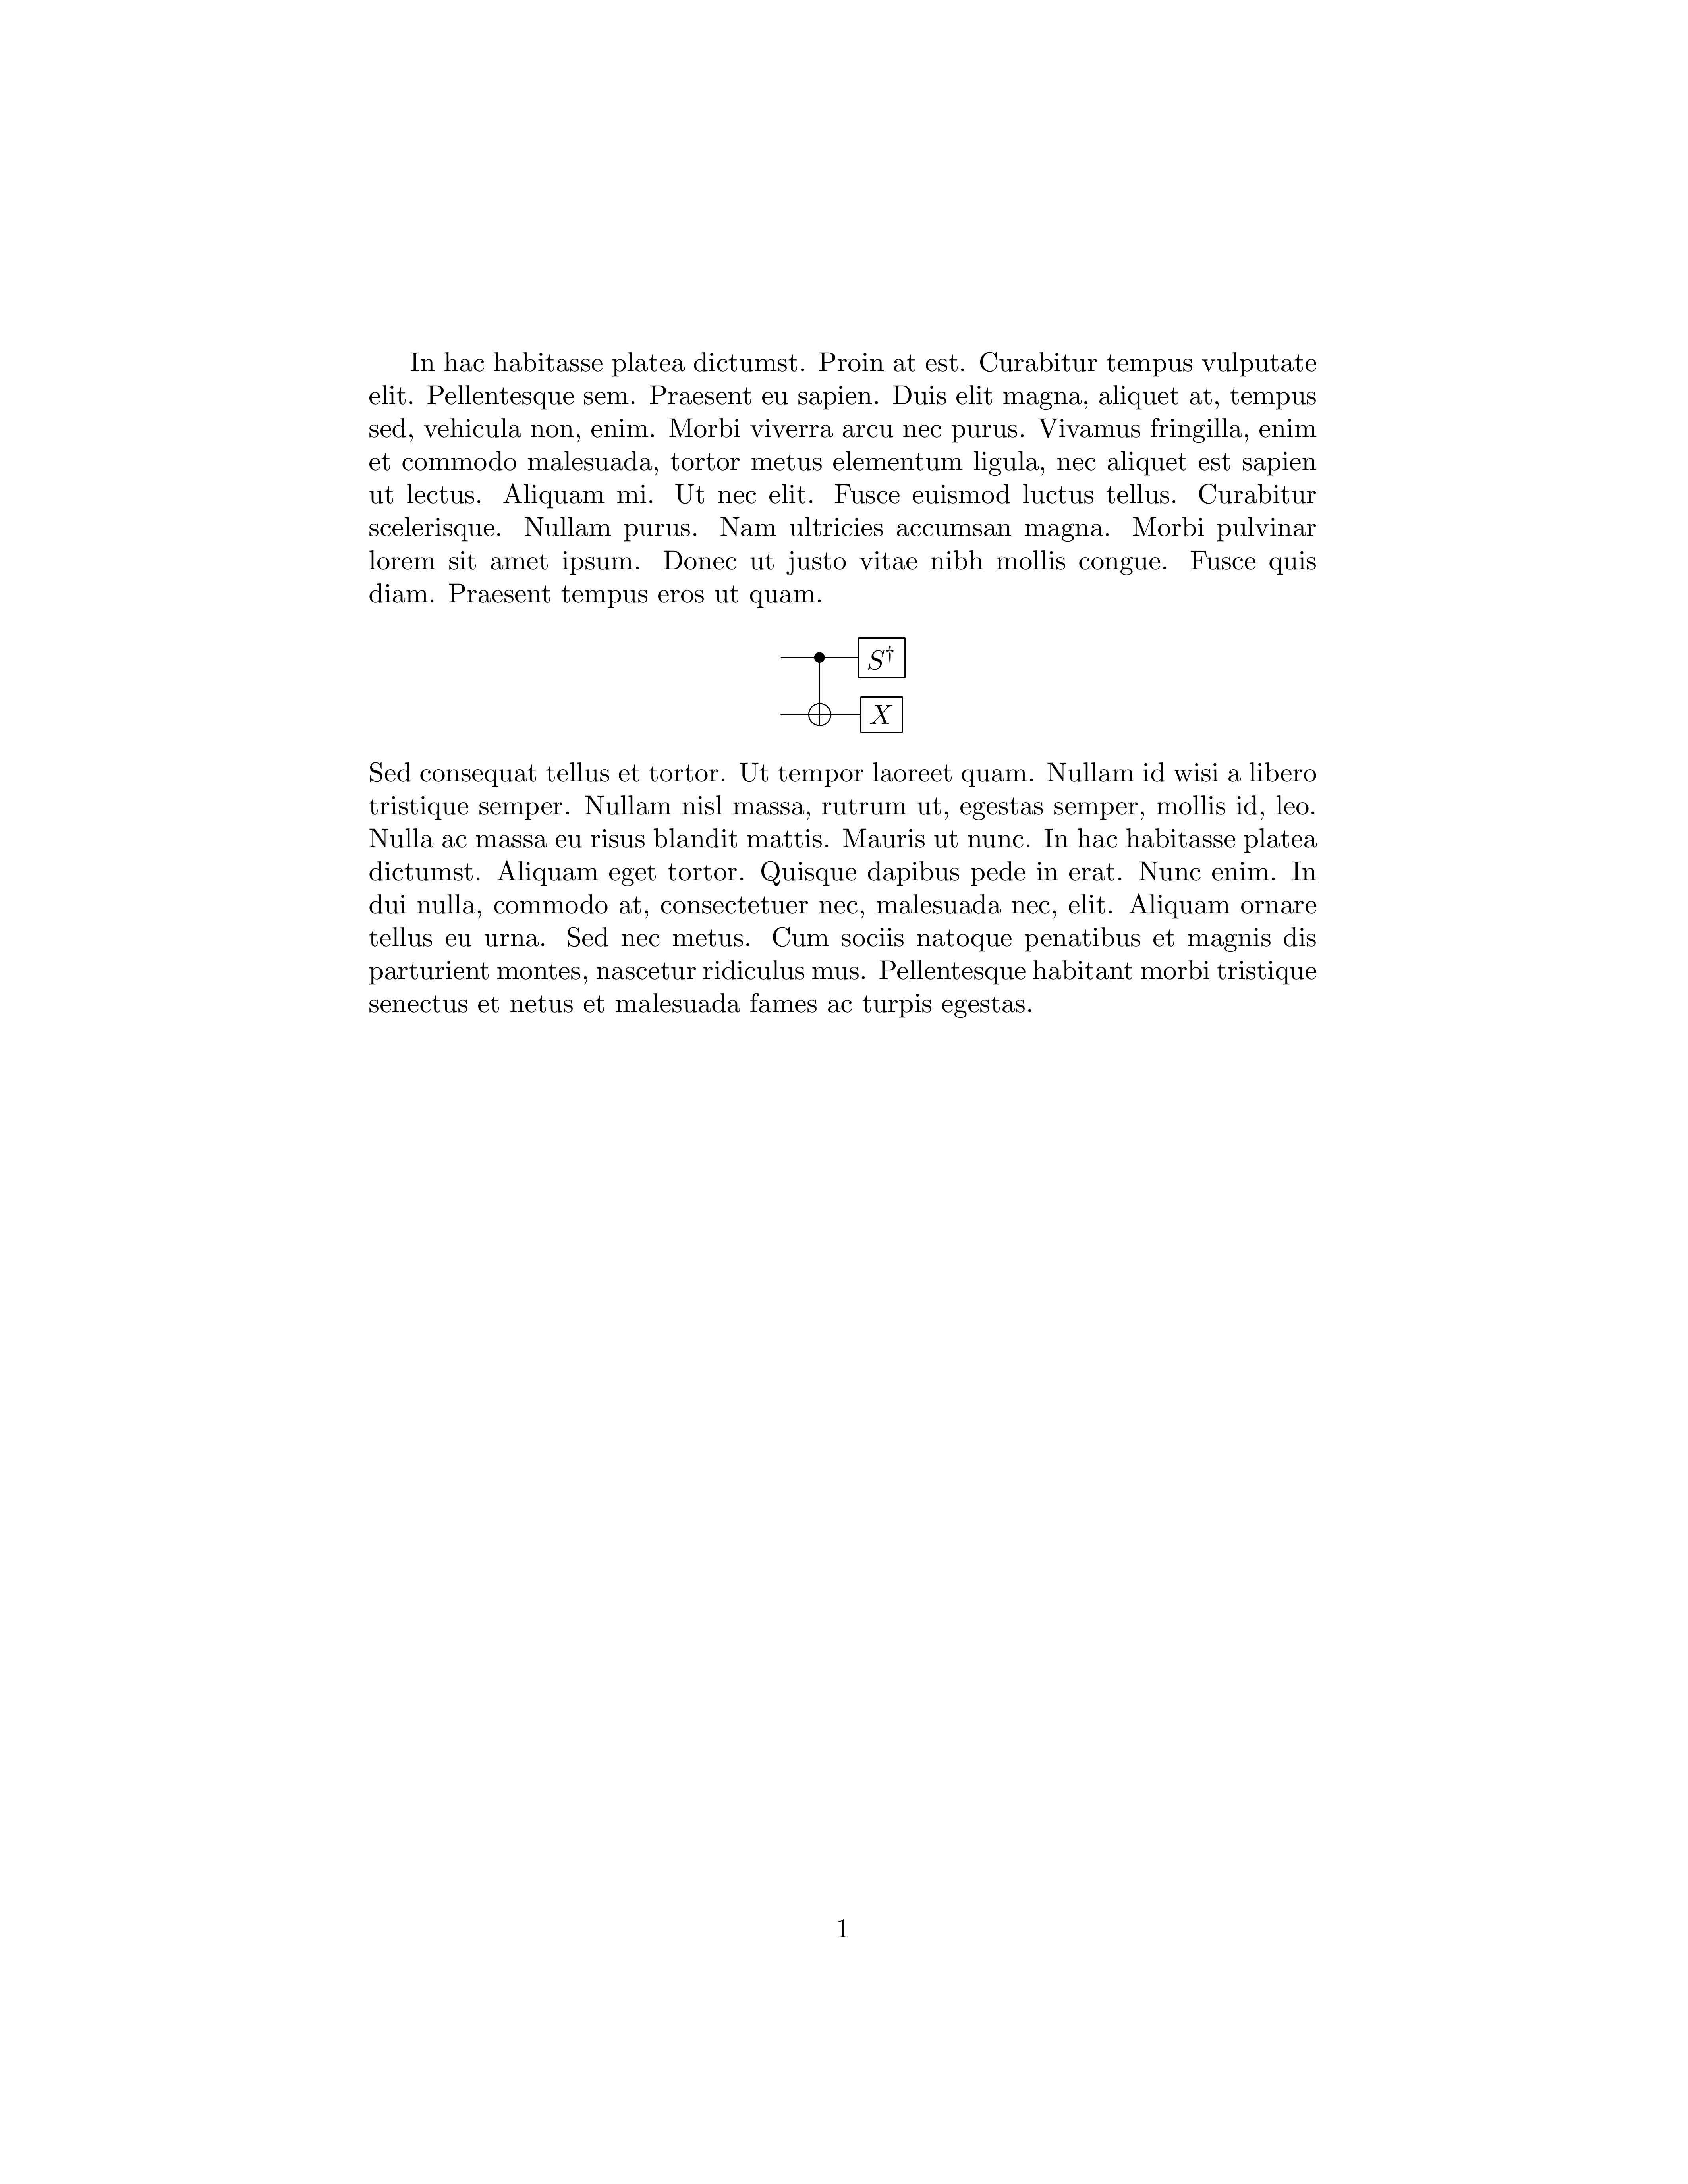 In hac habitasse platea dictumst. Proin at est. Curabitur tempus vulputate
elit. Pellentesque sem. Praesent eu sapien. Duis elit magna, aliquet at, tempus
sed, vehicula non, enim. Morbi viverra arcu nec purus. Vivamus fringilla, enim
et commodo malesuada, tortor metus elementum ligula, nec aliquet est sapien
ut lectus. Aliquam mi. Ut nec elit. Fusce euismod luctus tellus. Curabitur
scelerisque. Nullam purus. Nam ultricies accumsan magna. Morbi pulvinar
lorem sit amet ipsum. Donec ut justo vitae nibh mollis congue. Fusce quis
diam. Praesent tempus eros ut quam.
S†
X
Sed consequat tellus et tortor. Ut tempor laoreet quam. Nullam id wisi a libero
tristique semper. Nullam nisl massa, rutrum ut, egestas semper, mollis id, leo.
Nulla ac massa eu risus blandit mattis. Mauris ut nunc. In hac habitasse platea
dictumst. Aliquam eget tortor. Quisque dapibus pede in erat. Nunc enim. In
dui nulla, commodo at, consectetuer nec, malesuada nec, elit. Aliquam ornare
tellus eu urna. Sed nec metus. Cum sociis natoque penatibus et magnis dis
parturient montes, nascetur ridiculus mus. Pellentesque habitant morbi tristique
senectus et netus et malesuada fames ac turpis egestas.
1